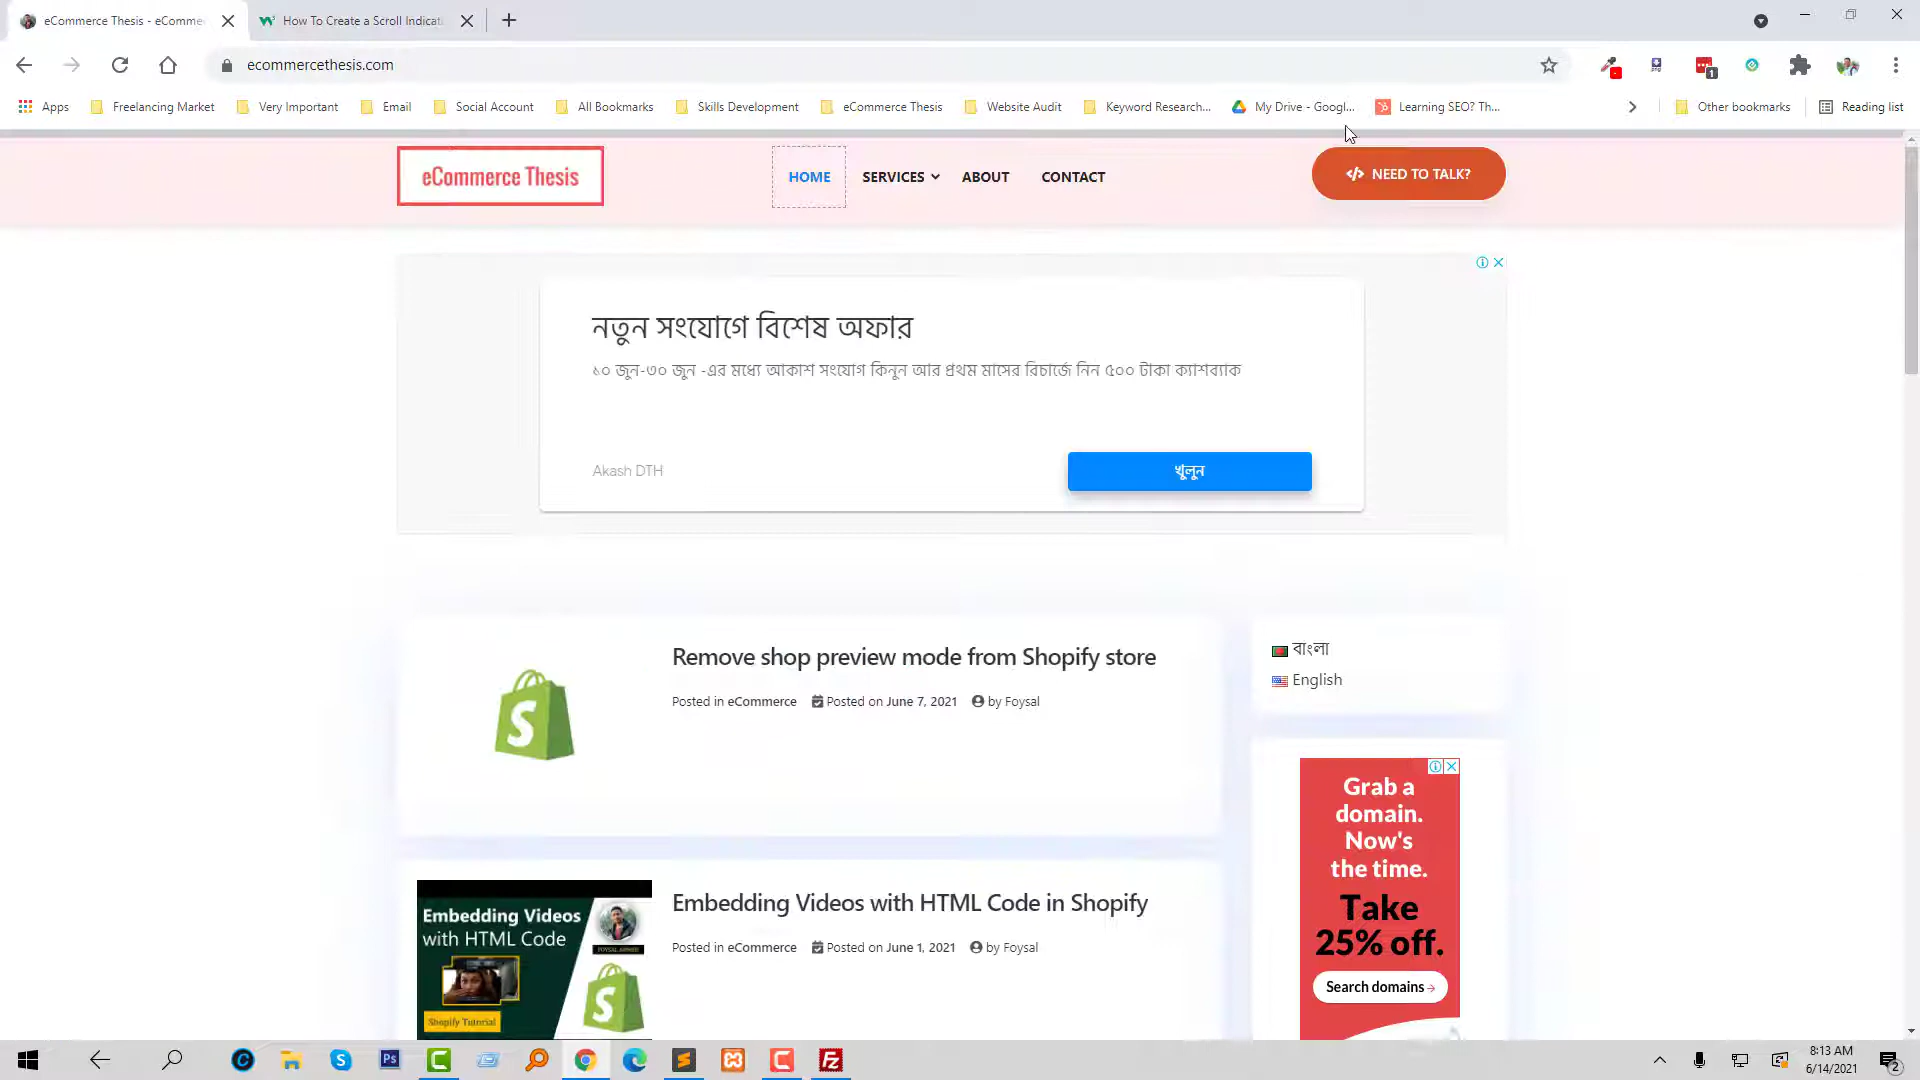 eCommerce Thesis - eComme
How To Create a Scroll Indicat
ecommercethesis.com
1
Apps
Freelancing Market
Very Important
Email
Social Account
All Bookmarks
Skills Development
eCommerce Thesis
Website Audit
Keyword Research...
My Drive - Googl...
Learning SEO? Th...
Other bookmarks
Reading list
eCommerce Thesis
HOME
SERVICES
ABOUT
CONTACT
NEED TO TALK?
নতুন সংযোগে বিশেষ অফার
১০ জুন-৩০ জুন -এর মধ্যে আকাশ সংযোগ কিনুন আর প্রথম মাসের রিচার্জে নিন ৫০০ টাকা ক্যাশব্যাক
Akash DTH
খুলুন
S
Remove shop preview mode from Shopify store
Posted in eCommerce Posted on June 7, 2021 by Foysal
বাংলা
English
Grab a
domain.
Now's
the time.
Take
25% off.
Search domains →
Embedding Videos
with HTML Code
Shopify Tutorial
S
Embedding Videos with HTML Code in Shopify
Posted in eCommerce Posted on June 1, 2021 by Foysal
Ps
Fz
8:13 AM
6/14/2021
2